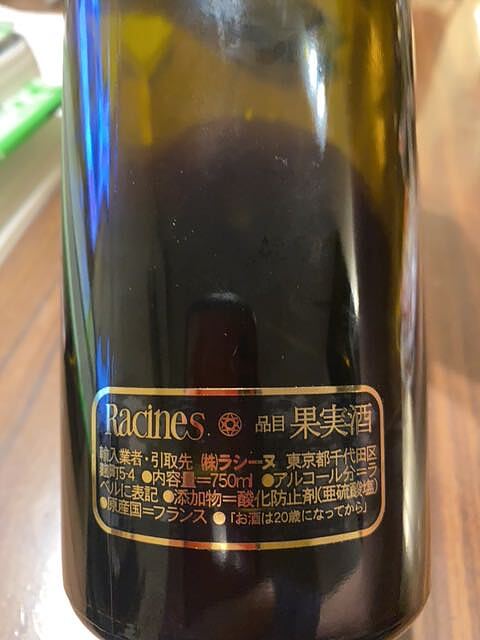 Racines 品目 果実酒
輸入業者・引取先 ㈱ラシーヌ 東京都千代田区
麹町5-4 ●内容量=750ml ●アルコール分=ラ
ベルに表記 ●添加物=酸化防止剤(亜硫酸塩)
●原産国=フランス ●「お酒は20歳になってから」